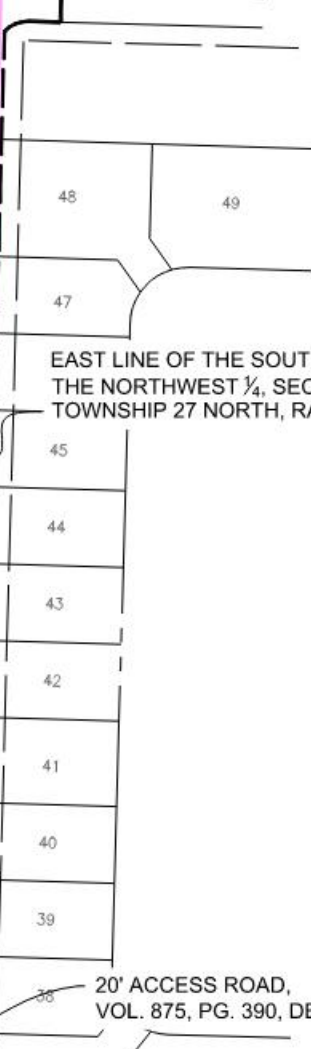 48
49
47
EAST LINE OF THE SOUT
THE NORTHWEST ¼, SEC
TOWNSHIP 27 NORTH, RA
45
44
43
42
41
40
39
38
20' ACCESS ROAD,
VOL. 875, PG. 390, DE